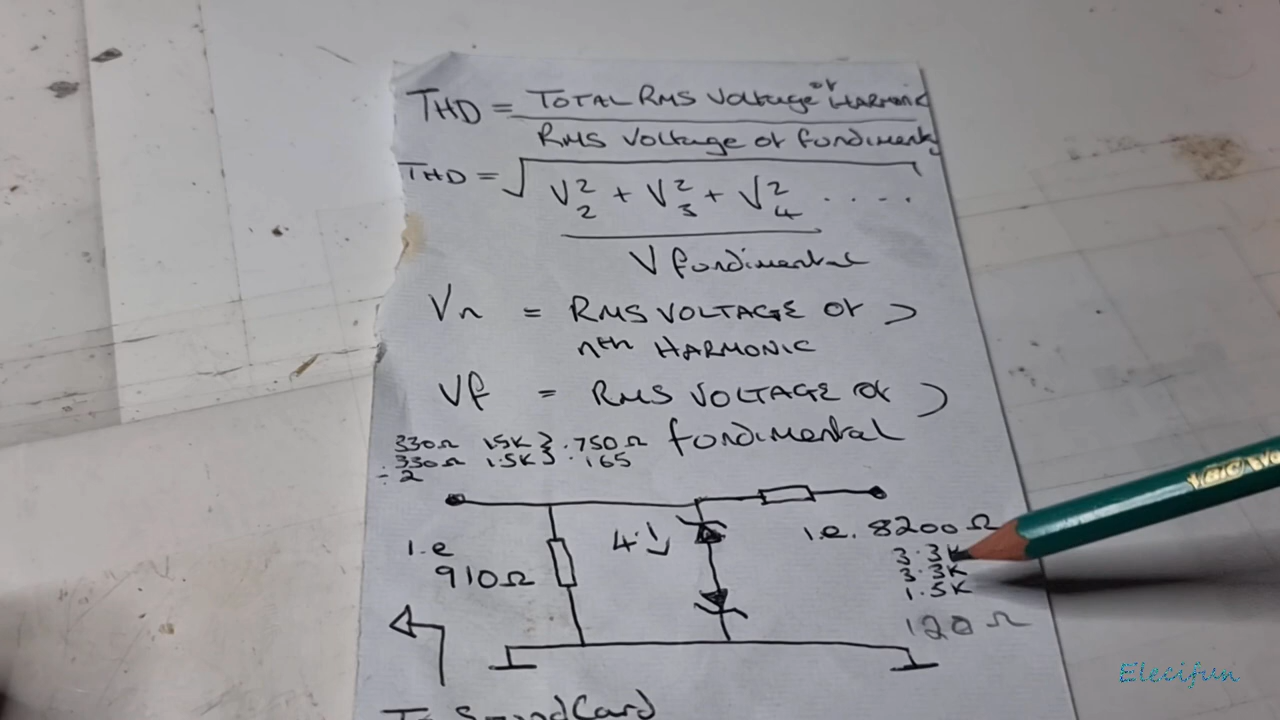 THD = TOTAL RMS Voltage of HARMONIC
RMS Voltage of fundimenty
THD = √ V₂² + V₃² + V₄² . . . .
V fundimental
Vn = RMS VOLTAGE OF
nth HARMONIC
Vf = RMS VOLTAGE of
fundimental
330Ω 1.5K } . 750Ω
330Ω 1.5K } . 165
÷ 2
i.e
910Ω
i.e. 8200Ω
3.3K
3.3K
1.5K
120Ω
To SoundCard
Elecifun